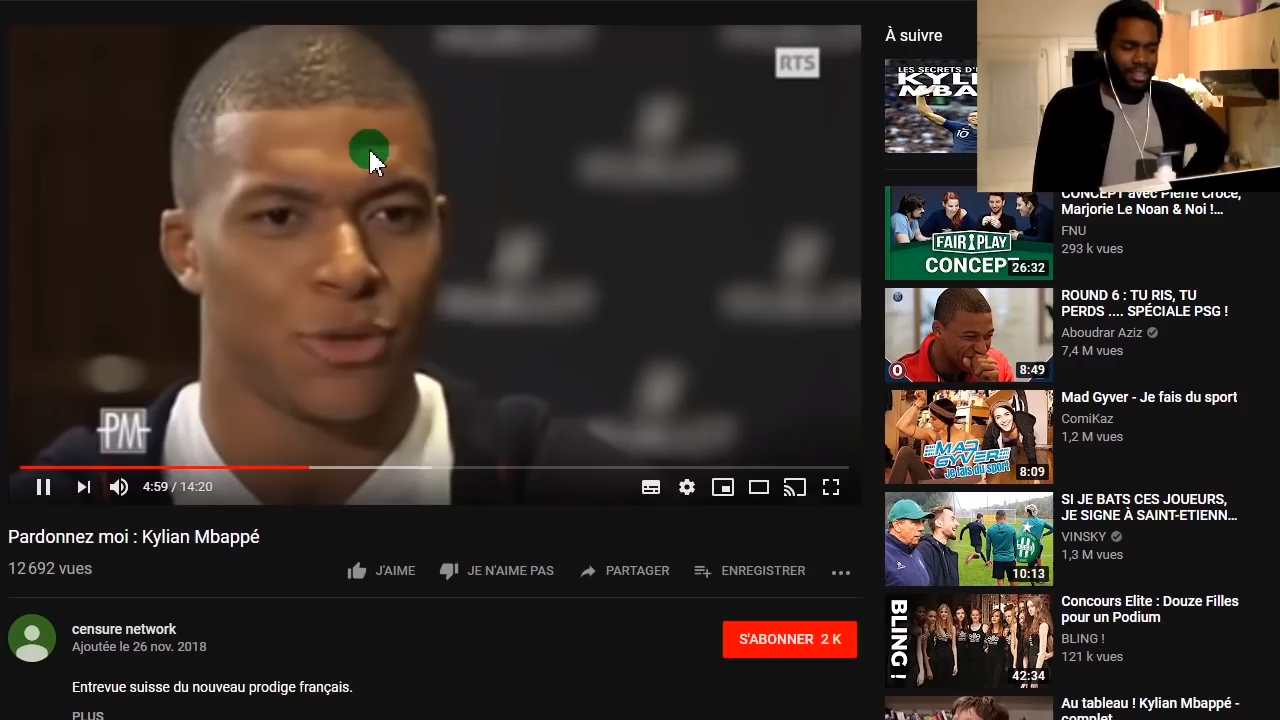 RTS
PM
4:59 / 14:20
Pardonnez moi : Kylian Mbappé
12 692 vues
J'AIME
JE N'AIME PAS
PARTAGER
ENREGISTRER
censure network
Ajoutée le 26 nov. 2018
S'ABONNER 2 K
Entrevue suisse du nouveau prodige français.
PLUS
À suivre
LES SECRETS D'
KYLI
MBA
10
CONCEPT avec Pierre Croce,
Marjorie Le Noan & Noi !...
FNU
293 k vues
FAIR PLAY
CONCEPT
26:32
ROUND 6 : TU RIS, TU
PERDS .... SPÉCIALE PSG !
Aboudrar Aziz
7,4 M vues
8:49
Mad Gyver - Je fais du sport
ComiKaz
1,2 M vues
MAD
GYVER
Je fais du sport
8:09
SI JE BATS CES JOUEURS,
JE SIGNE À SAINT-ETIENN...
VINSKY
1,3 M vues
10:13
Concours Elite : Douze Filles
pour un Podium
BLING !
121 k vues
BLING !
42:34
Au tableau ! Kylian Mbappé -
complet